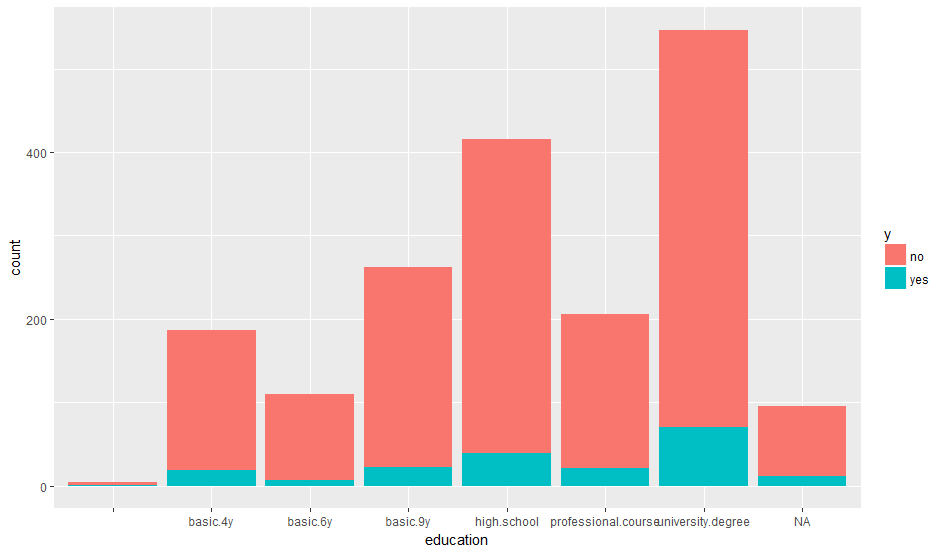 count
400
200
0
basic.4y basic.6y basic.9y high.school professional.course university.degree NA
education
y
no
yes